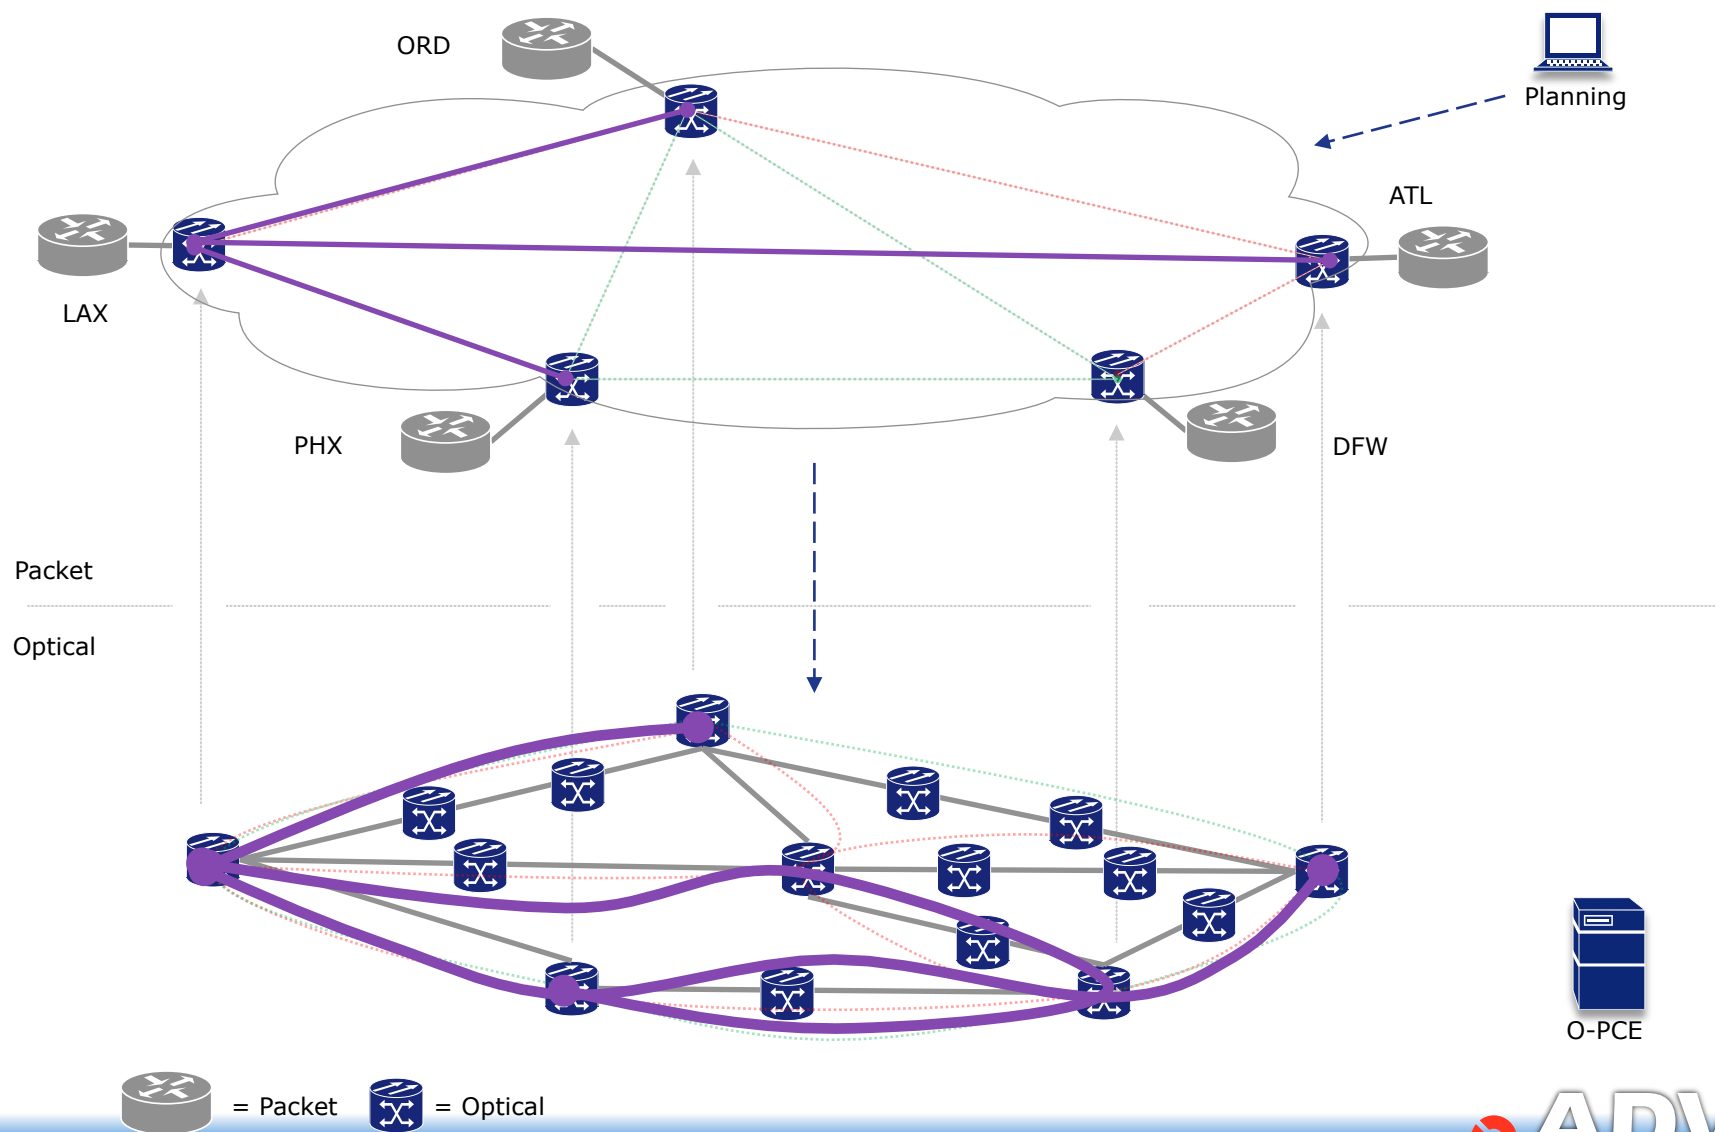 ORD
Planning
ATL
LAX
PHX
DFW
Packet
Optical
O-PCE
= Packet
= Optical